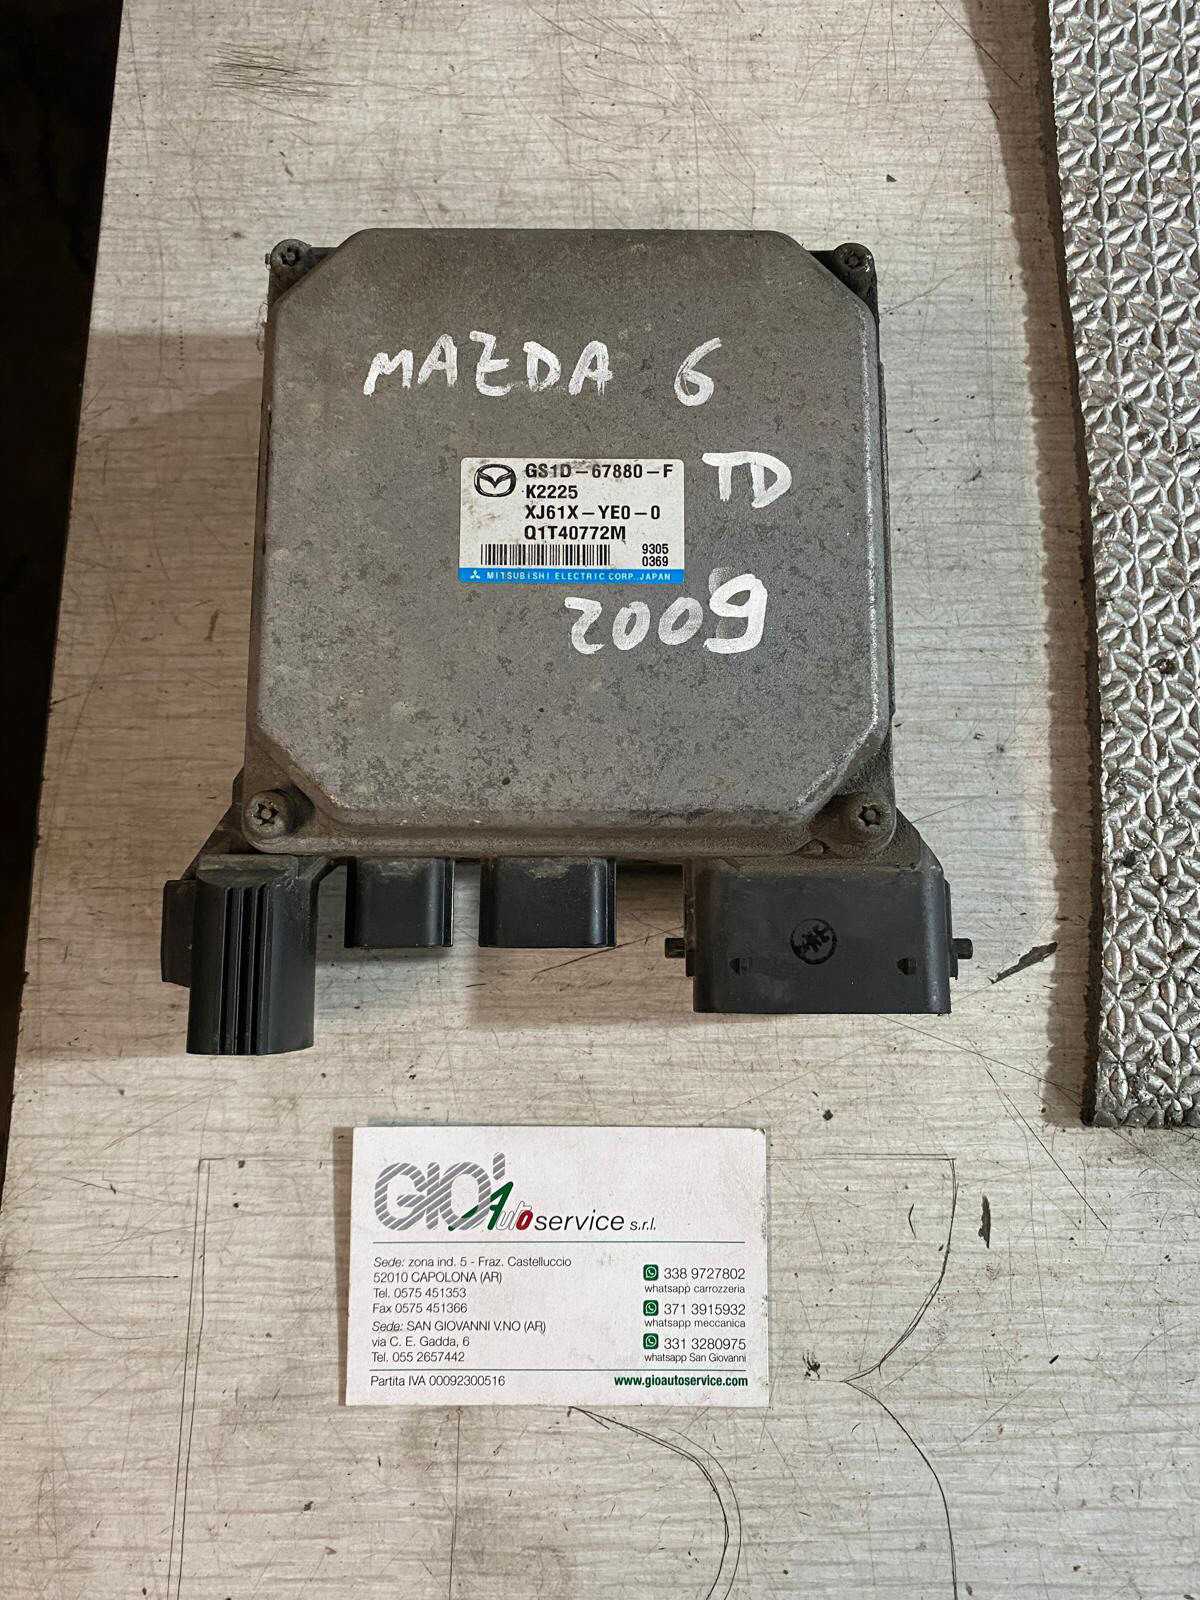 MAZDA 6
TD
2009
GS1D-67880-F
K2225
XJ61X-YE0-0
Q1T40772M
9305
0369
MITSUBISHI ELECTRIC CORP. JAPAN
GIO' Auto service s.r.l.
Sede: zona ind. 5 - Fraz. Castelluccio
52010 CAPOLONA (AR)
Tel. 0575 451353
Fax 0575 451366
Sede: SAN GIOVANNI V.NO (AR)
via C. E. Gadda, 6
Tel. 055 2657442
338 9727802
whatsapp carrozzeria
371 3915932
whatsapp meccanica
331 3280975
whatsapp San Giovanni
Partita IVA 00092300516
www.gioautoservice.com